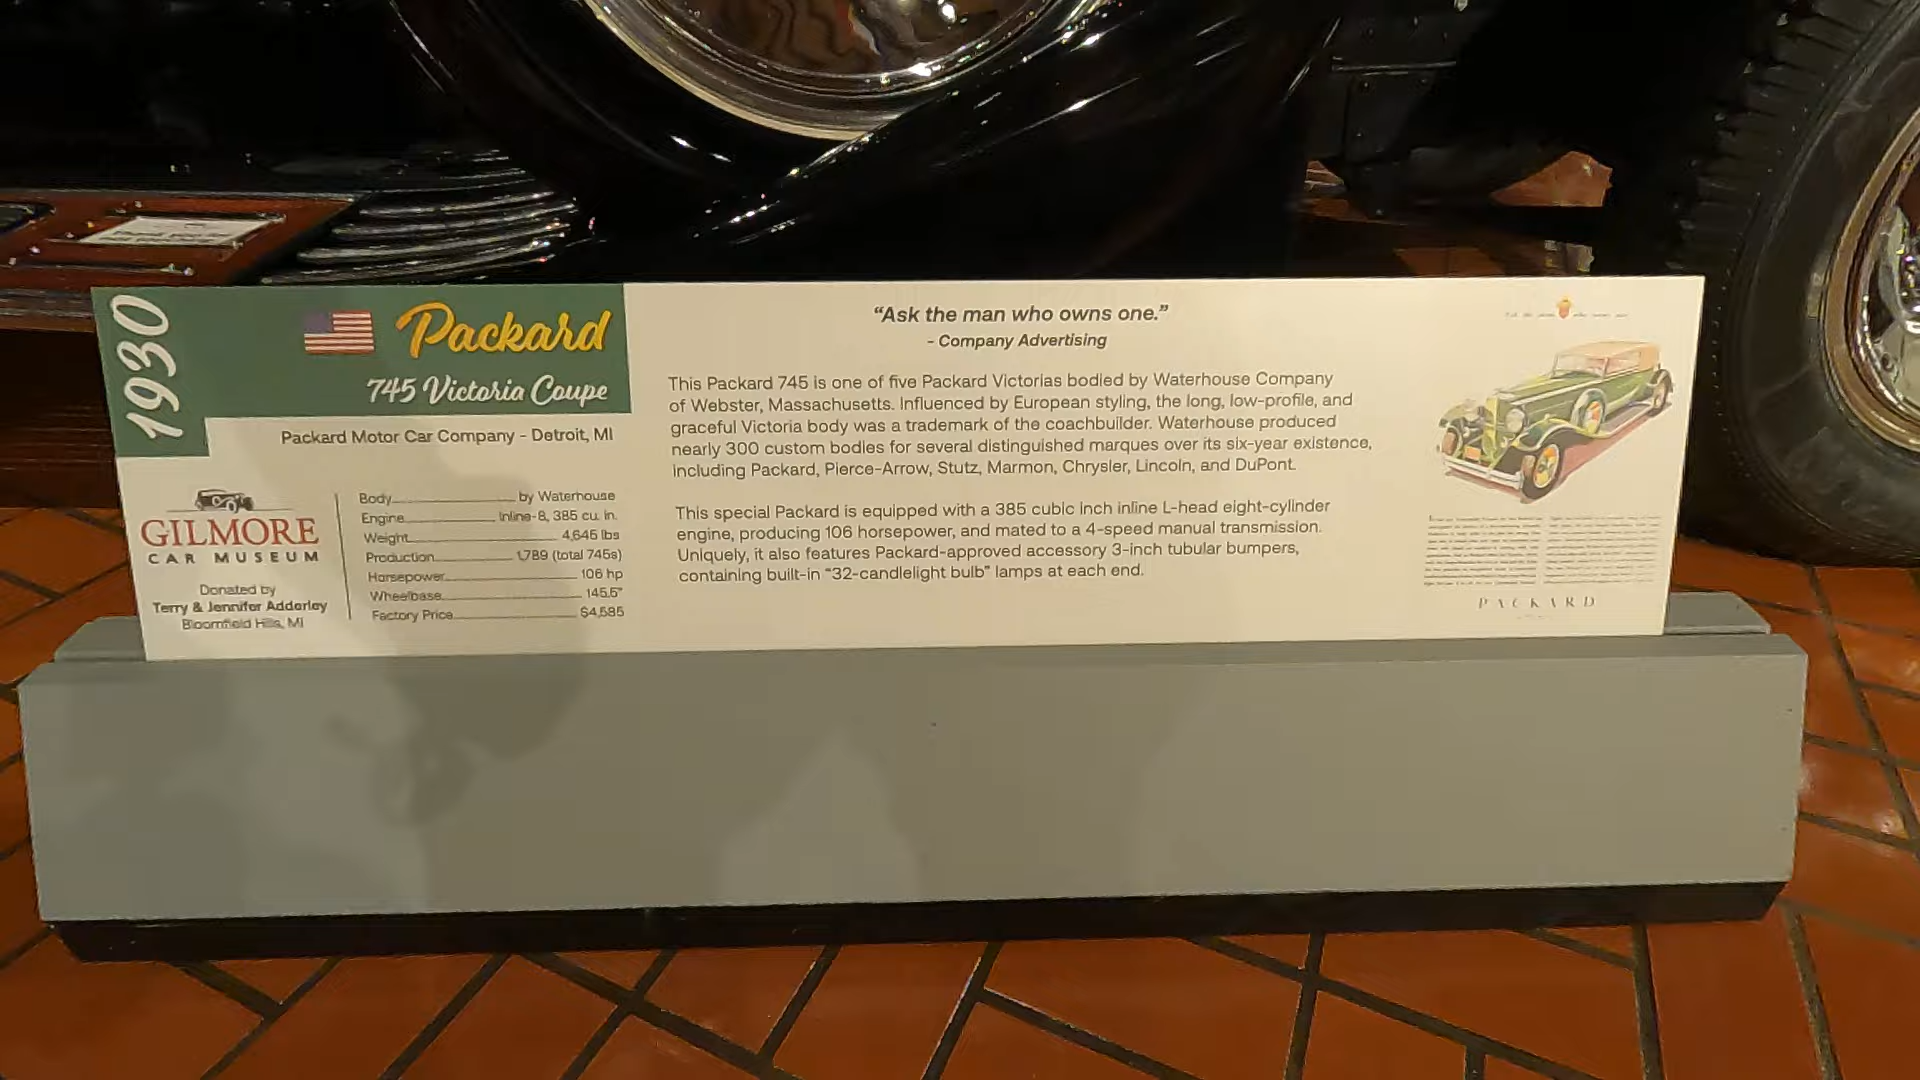 1930
Packard
745 Victoria Coupe
Packard Motor Car Company - Detroit, MI
GILMORE
CAR MUSEUM
Donated by
Terry & Jennifer Adderley
Bloomfield Hills, MI
Body by Waterhouse
Engine Inline-8, 385 cu. in.
Weight 4,645 lbs
Production 1,789 (total 745s)
Horsepower 106 hp
Wheelbase 145.5"
Factory Price $4,585
“Ask the man who owns one.”
- Company Advertising
This Packard 745 is one of five Packard Victorias bodied by Waterhouse Company
of Webster, Massachusetts. Influenced by European styling, the long, low-profile, and
graceful Victoria body was a trademark of the coachbuilder. Waterhouse produced
nearly 300 custom bodies for several distinguished marques over its six-year existence,
including Packard, Pierce-Arrow, Stutz, Marmon, Chrysler, Lincoln, and DuPont.
This special Packard is equipped with a 385 cubic inch inline L-head eight-cylinder
engine, producing 106 horsepower, and mated to a 4-speed manual transmission.
Uniquely, it also features Packard-approved accessory 3-inch tubular bumpers,
containing built-in “32-candlelight bulb” lamps at each end.
PACKARD